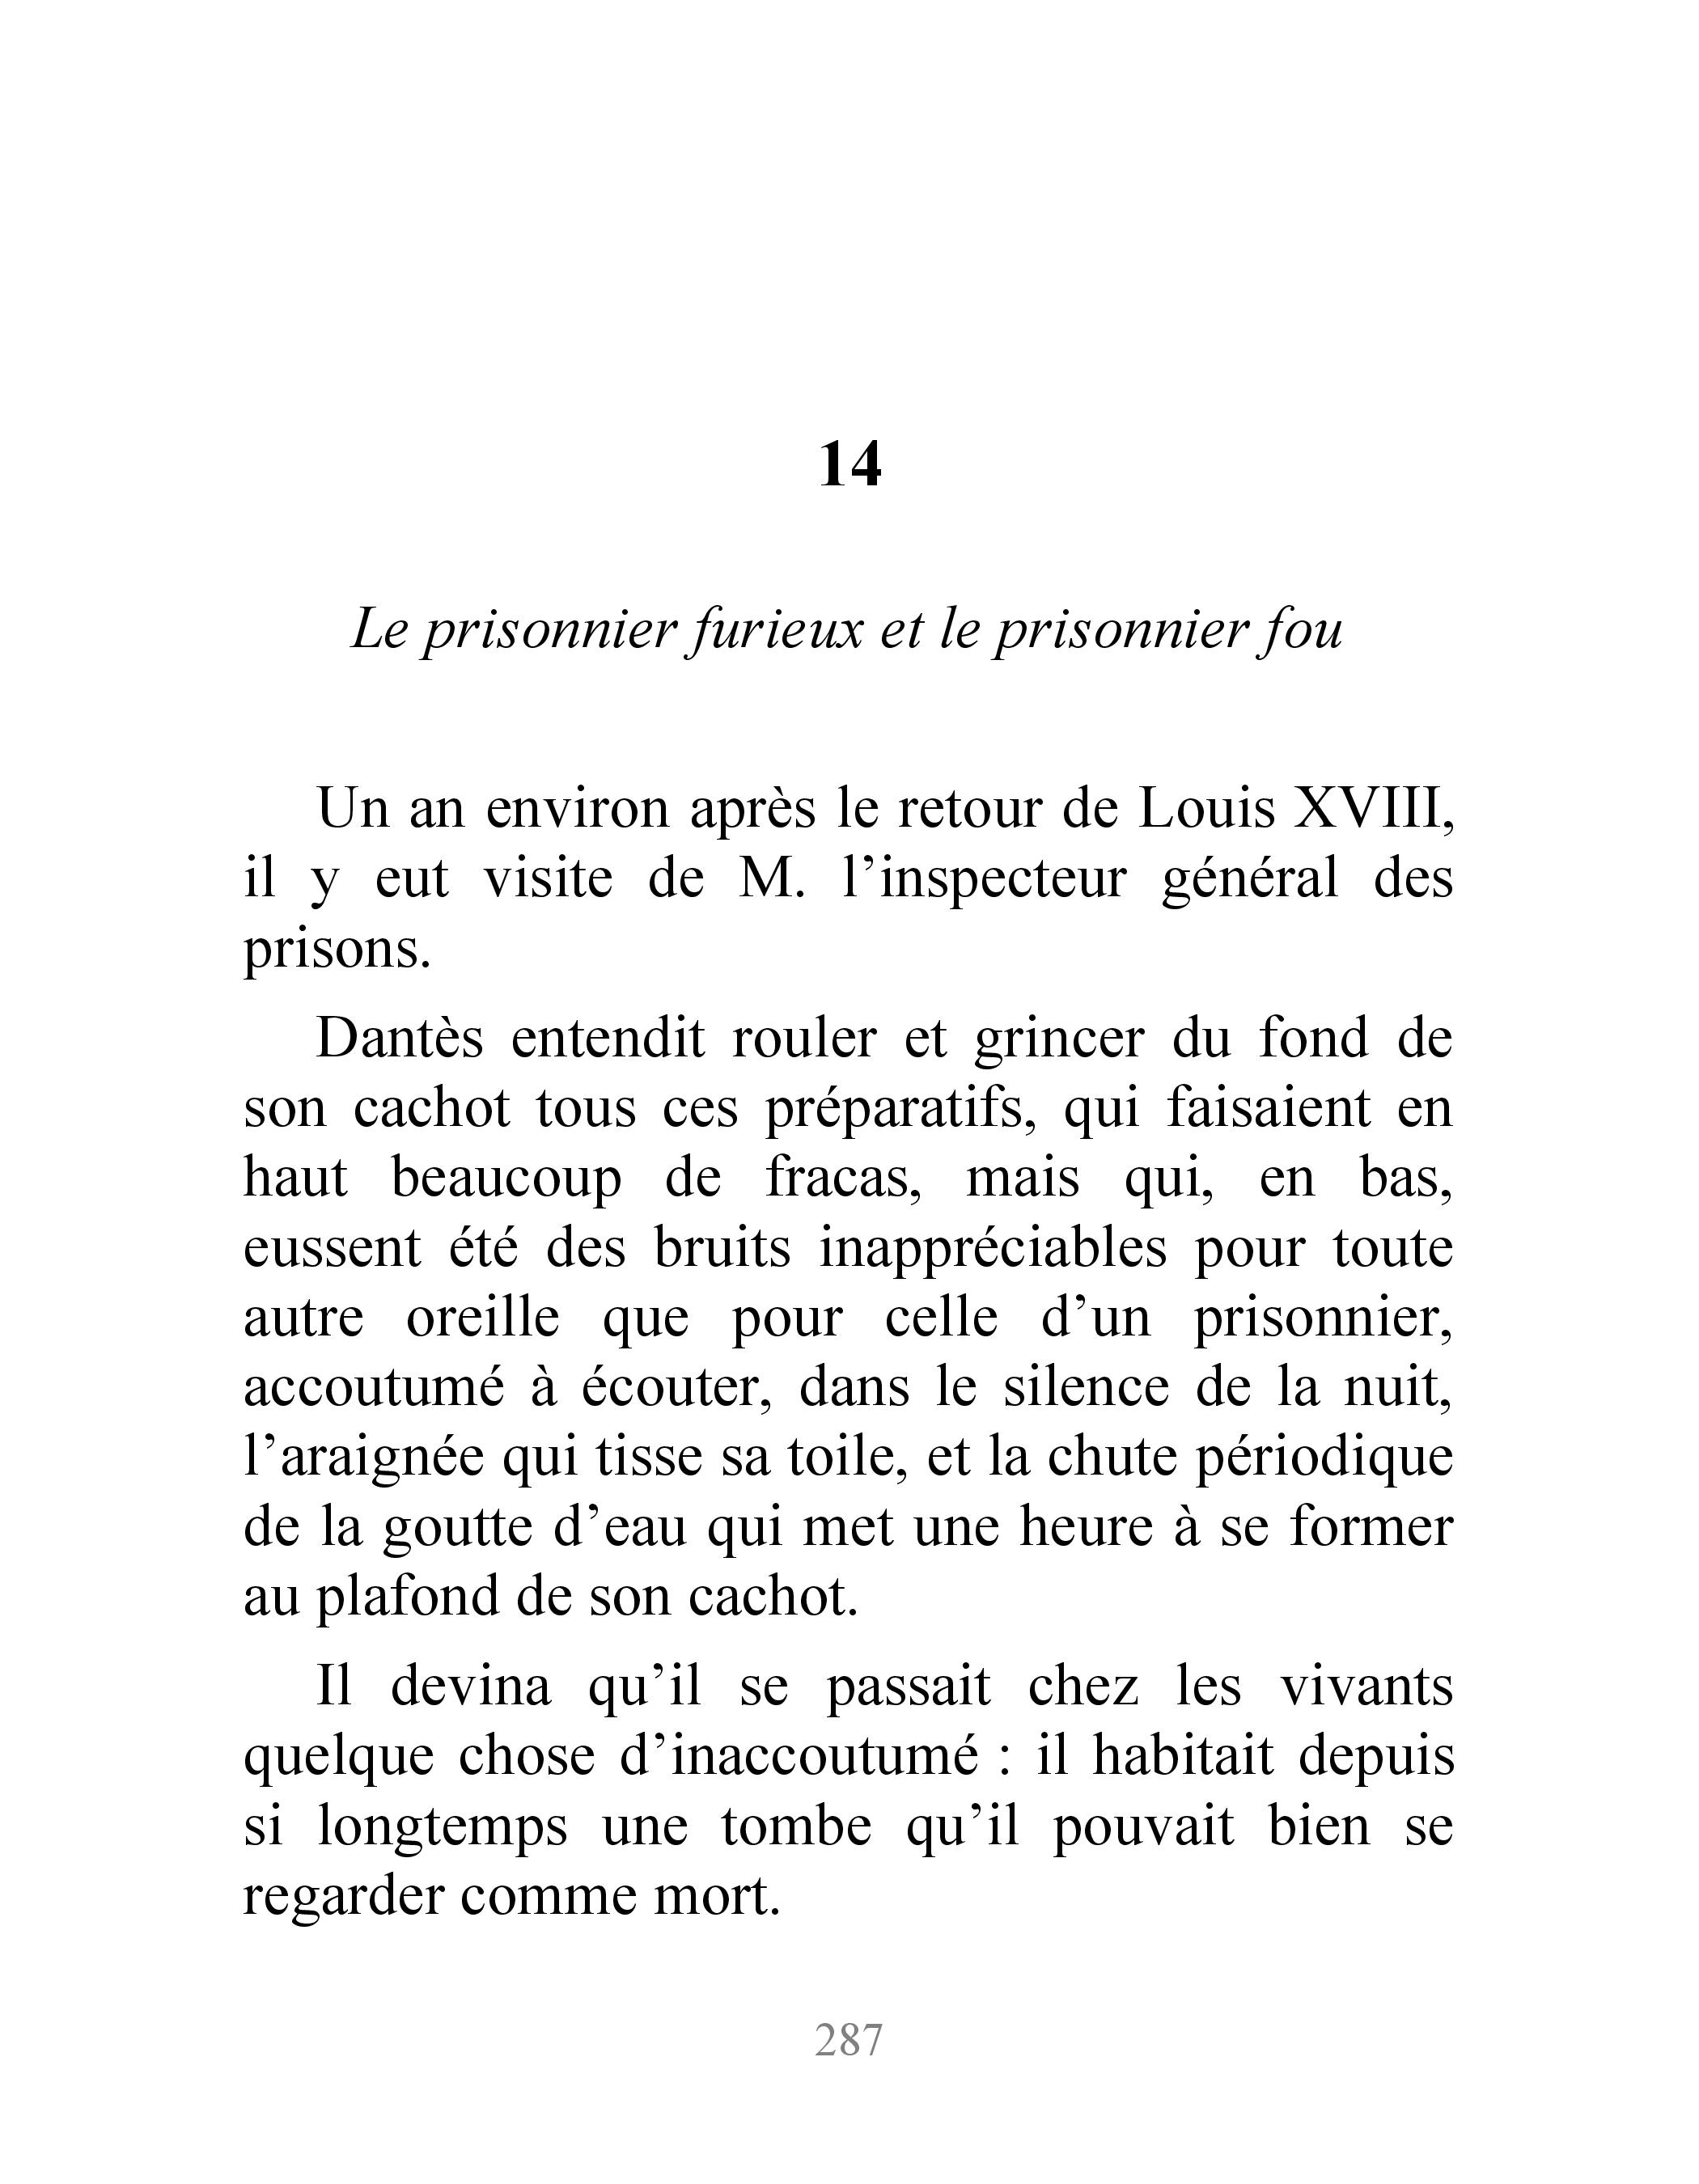 14
Le prisonnier furieux et le prisonnier fou
Un an environ après le retour de Louis XVIII,
il y eut visite de M. l’inspecteur général des
prisons.
Dantès entendit rouler et grincer du fond de
son cachot tous ces préparatifs, qui faisaient en
haut beaucoup de fracas, mais qui, en bas,
eussent été des bruits inappréciables pour toute
autre oreille que pour celle d’un prisonnier,
accoutumé à écouter, dans le silence de la nuit,
l’araignée qui tisse sa toile, et la chute périodique
de la goutte d’eau qui met une heure à se former
au plafond de son cachot.
Il devina qu’il se passait chez les vivants
quelque chose d’inaccoutumé : il habitait depuis
si longtemps une tombe qu’il pouvait bien se
regarder comme mort.
287